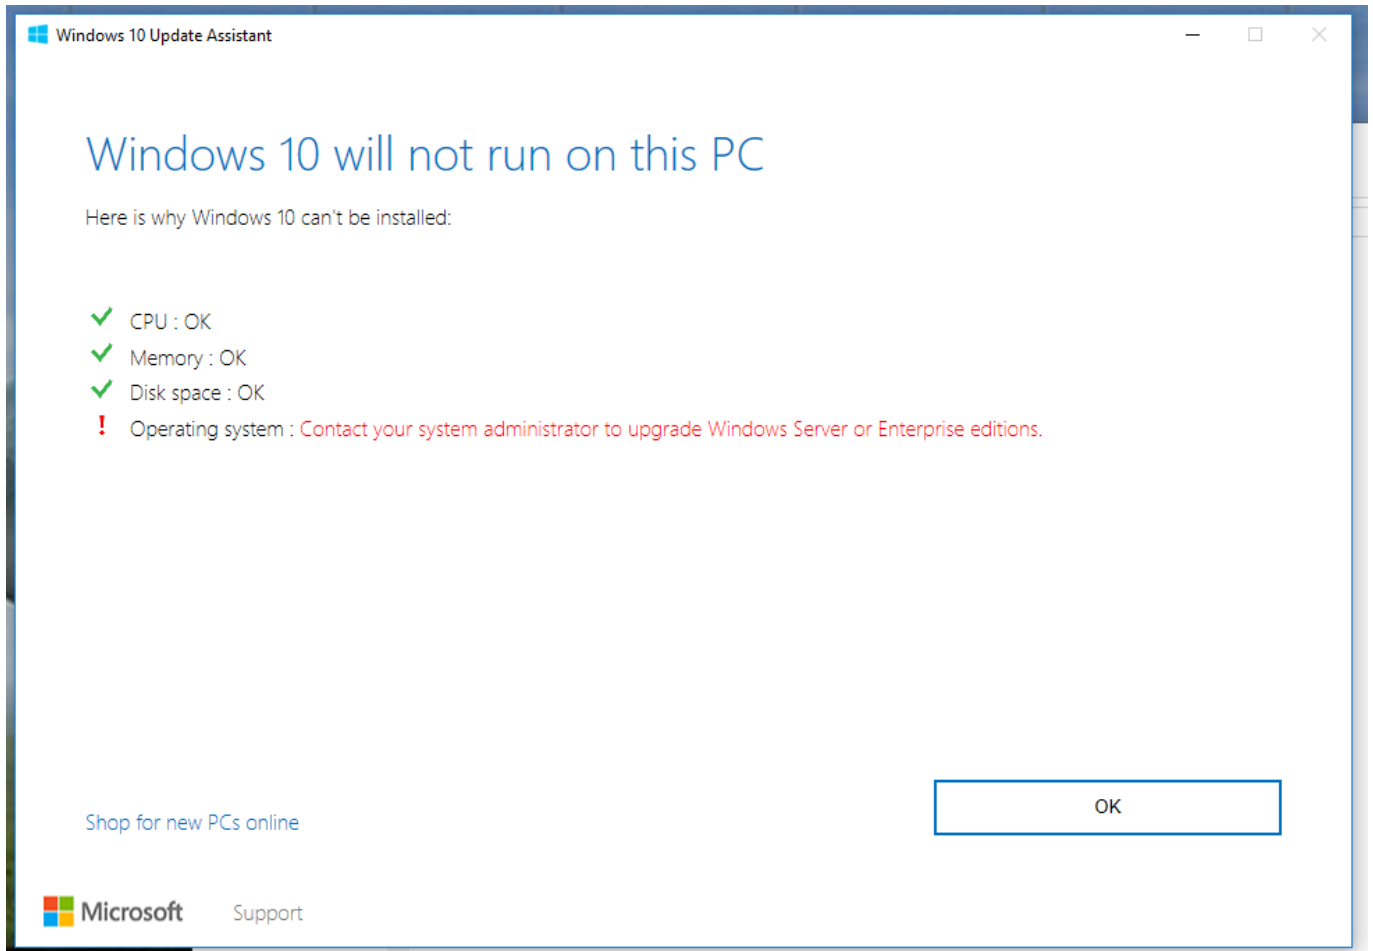 Windows 10 Update Assistant
Windows 10 will not run on this PC
Here is why Windows 10 can't be installed:
CPU : OK
Memory : OK
Disk space : OK
! Operating system : Contact your system administrator to upgrade Windows Server or Enterprise editions.
OK
Shop for new PCs online
Microsoft Support